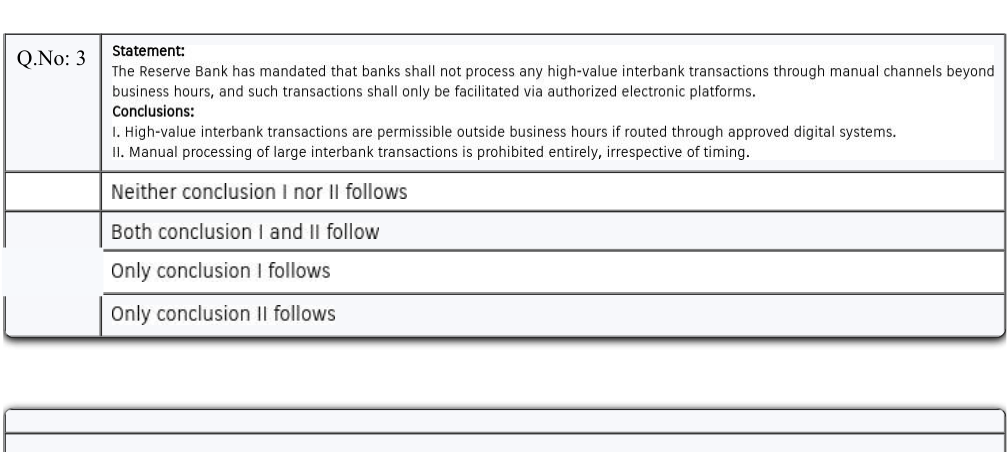 Q.No: 3
Statement:
The Reserve Bank has mandated that banks shall not process any high-value interbank transactions through manual channels beyond
business hours, and such transactions shall only be facilitated via authorized electronic platforms.
Conclusions:
I. High-value interbank transactions are permissible outside business hours if routed through approved digital systems.
II. Manual processing of large interbank transactions is prohibited entirely, irrespective of timing.
Neither conclusion I nor II follows
Both conclusion I and II follow
Only conclusion I follows
Only conclusion II follows